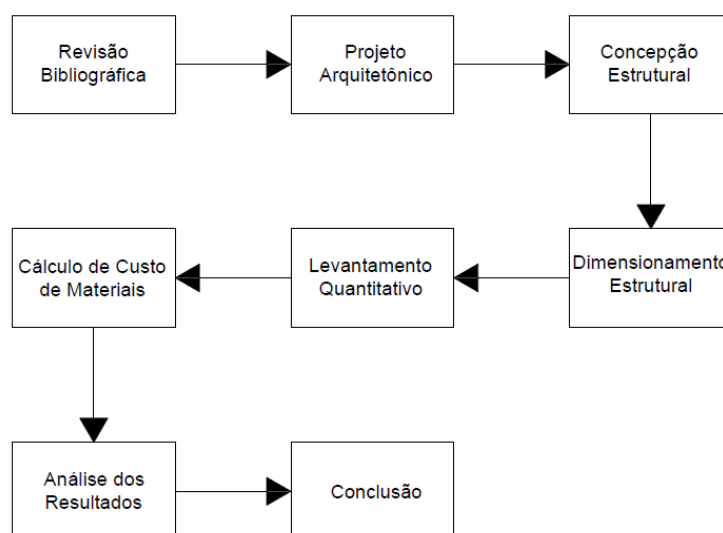 Revisão
Bibliográfica
Projeto
Arquitetônico
Concepção
Estrutural
Dimensionamento
Estrutural
Levantamento
Quantitativo
Cálculo de Custo
de Materiais
Análise dos
Resultados
Conclusão